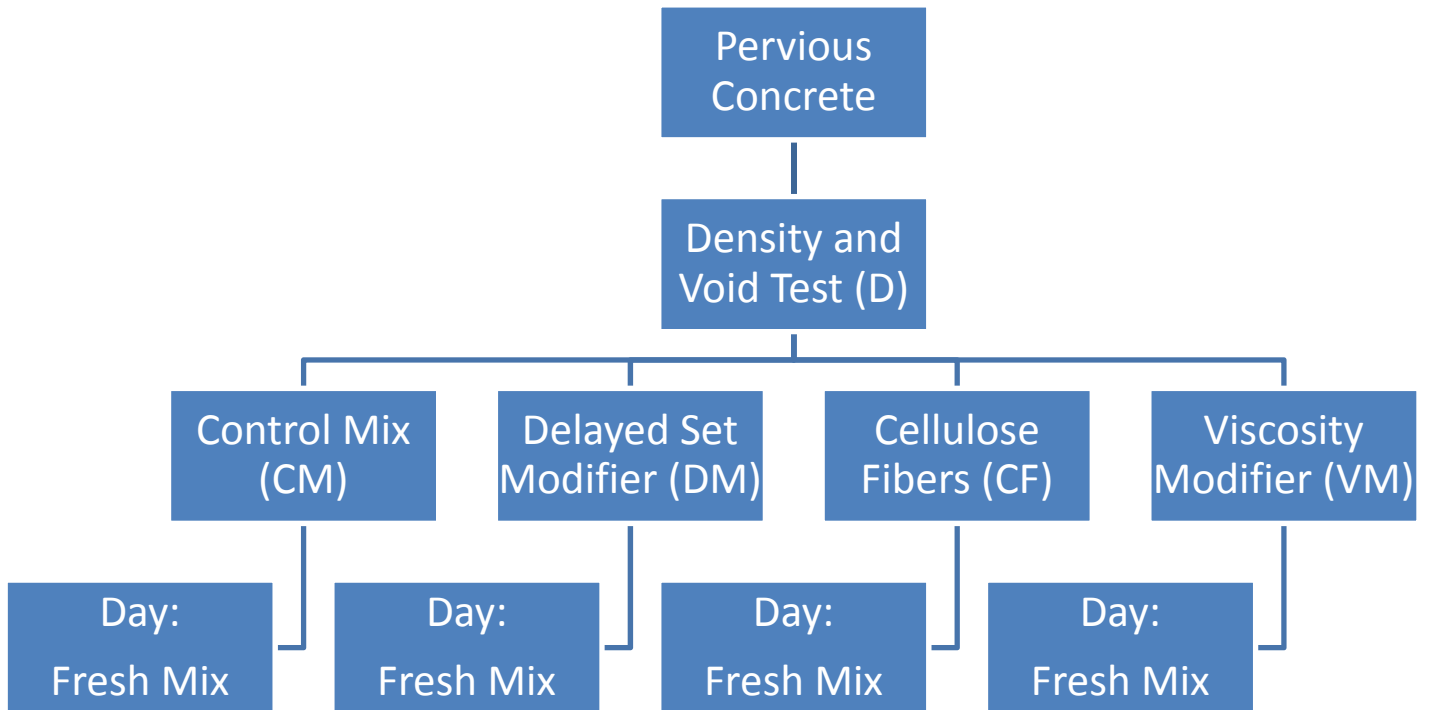 Pervious
Concrete
Density and
Void Test (D)
Control Mix
(CM)
Delayed Set
Modifier (DM)
Cellulose
Fibers (CF)
Viscosity
Modifier (VM)
Day:
Fresh Mix
Day:
Fresh Mix
Day:
Fresh Mix
Day:
Fresh Mix